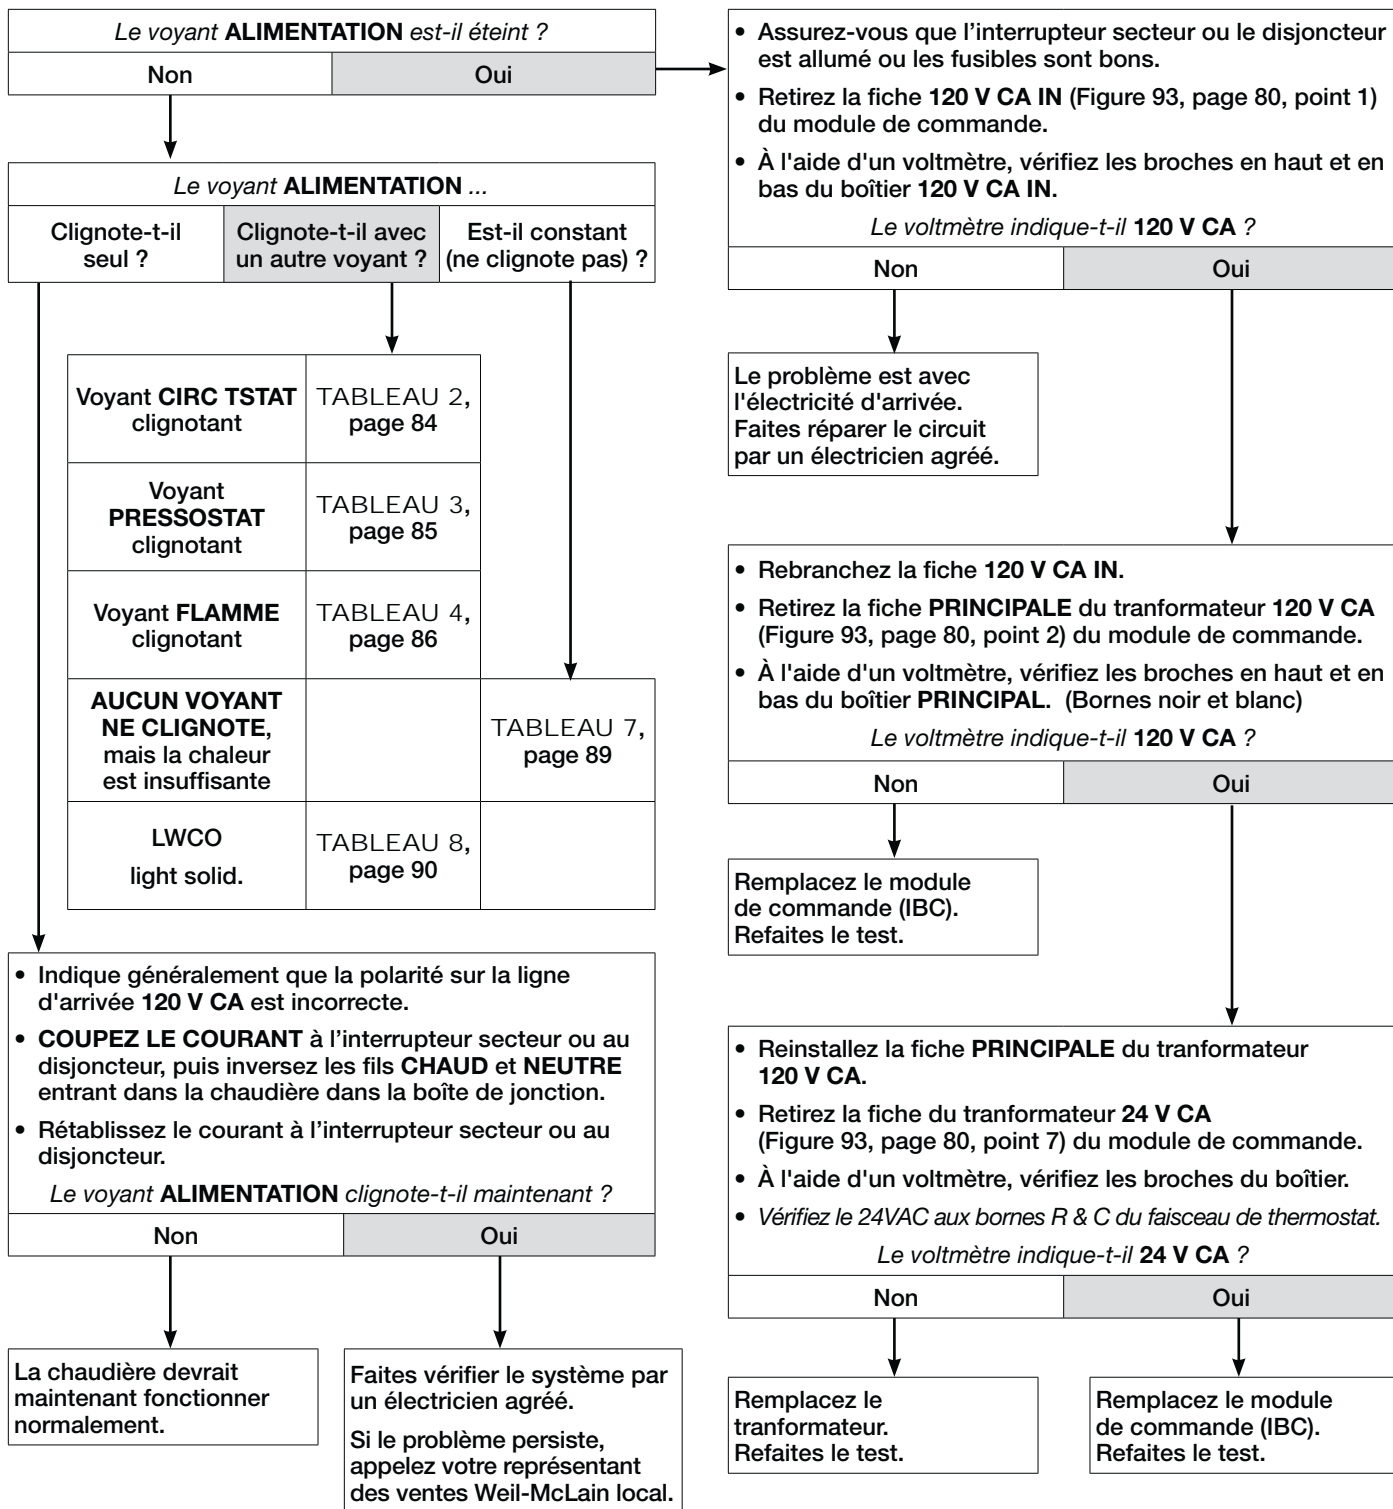 Le voyant ALIMENTATION est-il éteint ?
Non
Oui
Le voyant ALIMENTATION ...
Clignote-t-il
seul ?
Clignote-t-il avec
un autre voyant ?
Est-il constant
(ne clignote pas) ?
Voyant CIRC TSTAT
clignotant
TABLEAU 2,
page 84
Voyant
PRESSOSTAT
clignotant
TABLEAU 3,
page 85
Voyant FLAMME
clignotant
TABLEAU 4,
page 86
AUCUN VOYANT
NE CLIGNOTE,
mais la chaleur
est insuffisante
TABLEAU 7,
page 89
LWCO
light solid.
TABLEAU 8,
page 90
• Indique généralement que la polarité sur la ligne
d'arrivée 120 V CA est incorrecte.
• COUPEZ LE COURANT à l’interrupteur secteur ou au
disjoncteur, puis inversez les fils CHAUD et NEUTRE
entrant dans la chaudière dans la boîte de jonction.
• Rétablissez le courant à l’interrupteur secteur ou au
disjoncteur.
Le voyant ALIMENTATION clignote-t-il maintenant ?
Non
Oui
La chaudière devrait
maintenant fonctionner
normalement.
Faites vérifier le système par
un électricien agréé.
Si le problème persiste,
appelez votre représentant
des ventes Weil-McLain local.
• Assurez-vous que l’interrupteur secteur ou le disjoncteur
est allumé ou les fusibles sont bons.
• Retirez la fiche 120 V CA IN (Figure 93, page 80, point 1)
du module de commande.
• À l'aide d'un voltmètre, vérifiez les broches en haut et en
bas du boîtier 120 V CA IN.
Le voltmètre indique-t-il 120 V CA ?
Non
Oui
Le problème est avec
l'électricité d'arrivée.
Faites réparer le circuit
par un électricien agréé.
• Rebranchez la fiche 120 V CA IN.
• Retirez la fiche PRINCIPALE du tranformateur 120 V CA
(Figure 93, page 80, point 2) du module de commande.
• À l'aide d'un voltmètre, vérifiez les broches en haut et en
bas du boîtier PRINCIPAL. (Bornes noir et blanc)
Le voltmètre indique-t-il 120 V CA ?
Non
Oui
Remplacez le module
de commande (IBC).
Refaites le test.
• Reinstallez la fiche PRINCIPALE du tranformateur
120 V CA.
• Retirez la fiche du tranformateur 24 V CA
(Figure 93, page 80, point 7) du module de commande.
• À l'aide d'un voltmètre, vérifiez les broches du boîtier.
• Vérifiez le 24VAC aux bornes R & C du faisceau de thermostat.
Le voltmètre indique-t-il 24 V CA ?
Non
Oui
Remplacez le
tranformateur.
Refaites le test.
Remplacez le module
de commande (IBC).
Refaites le test.